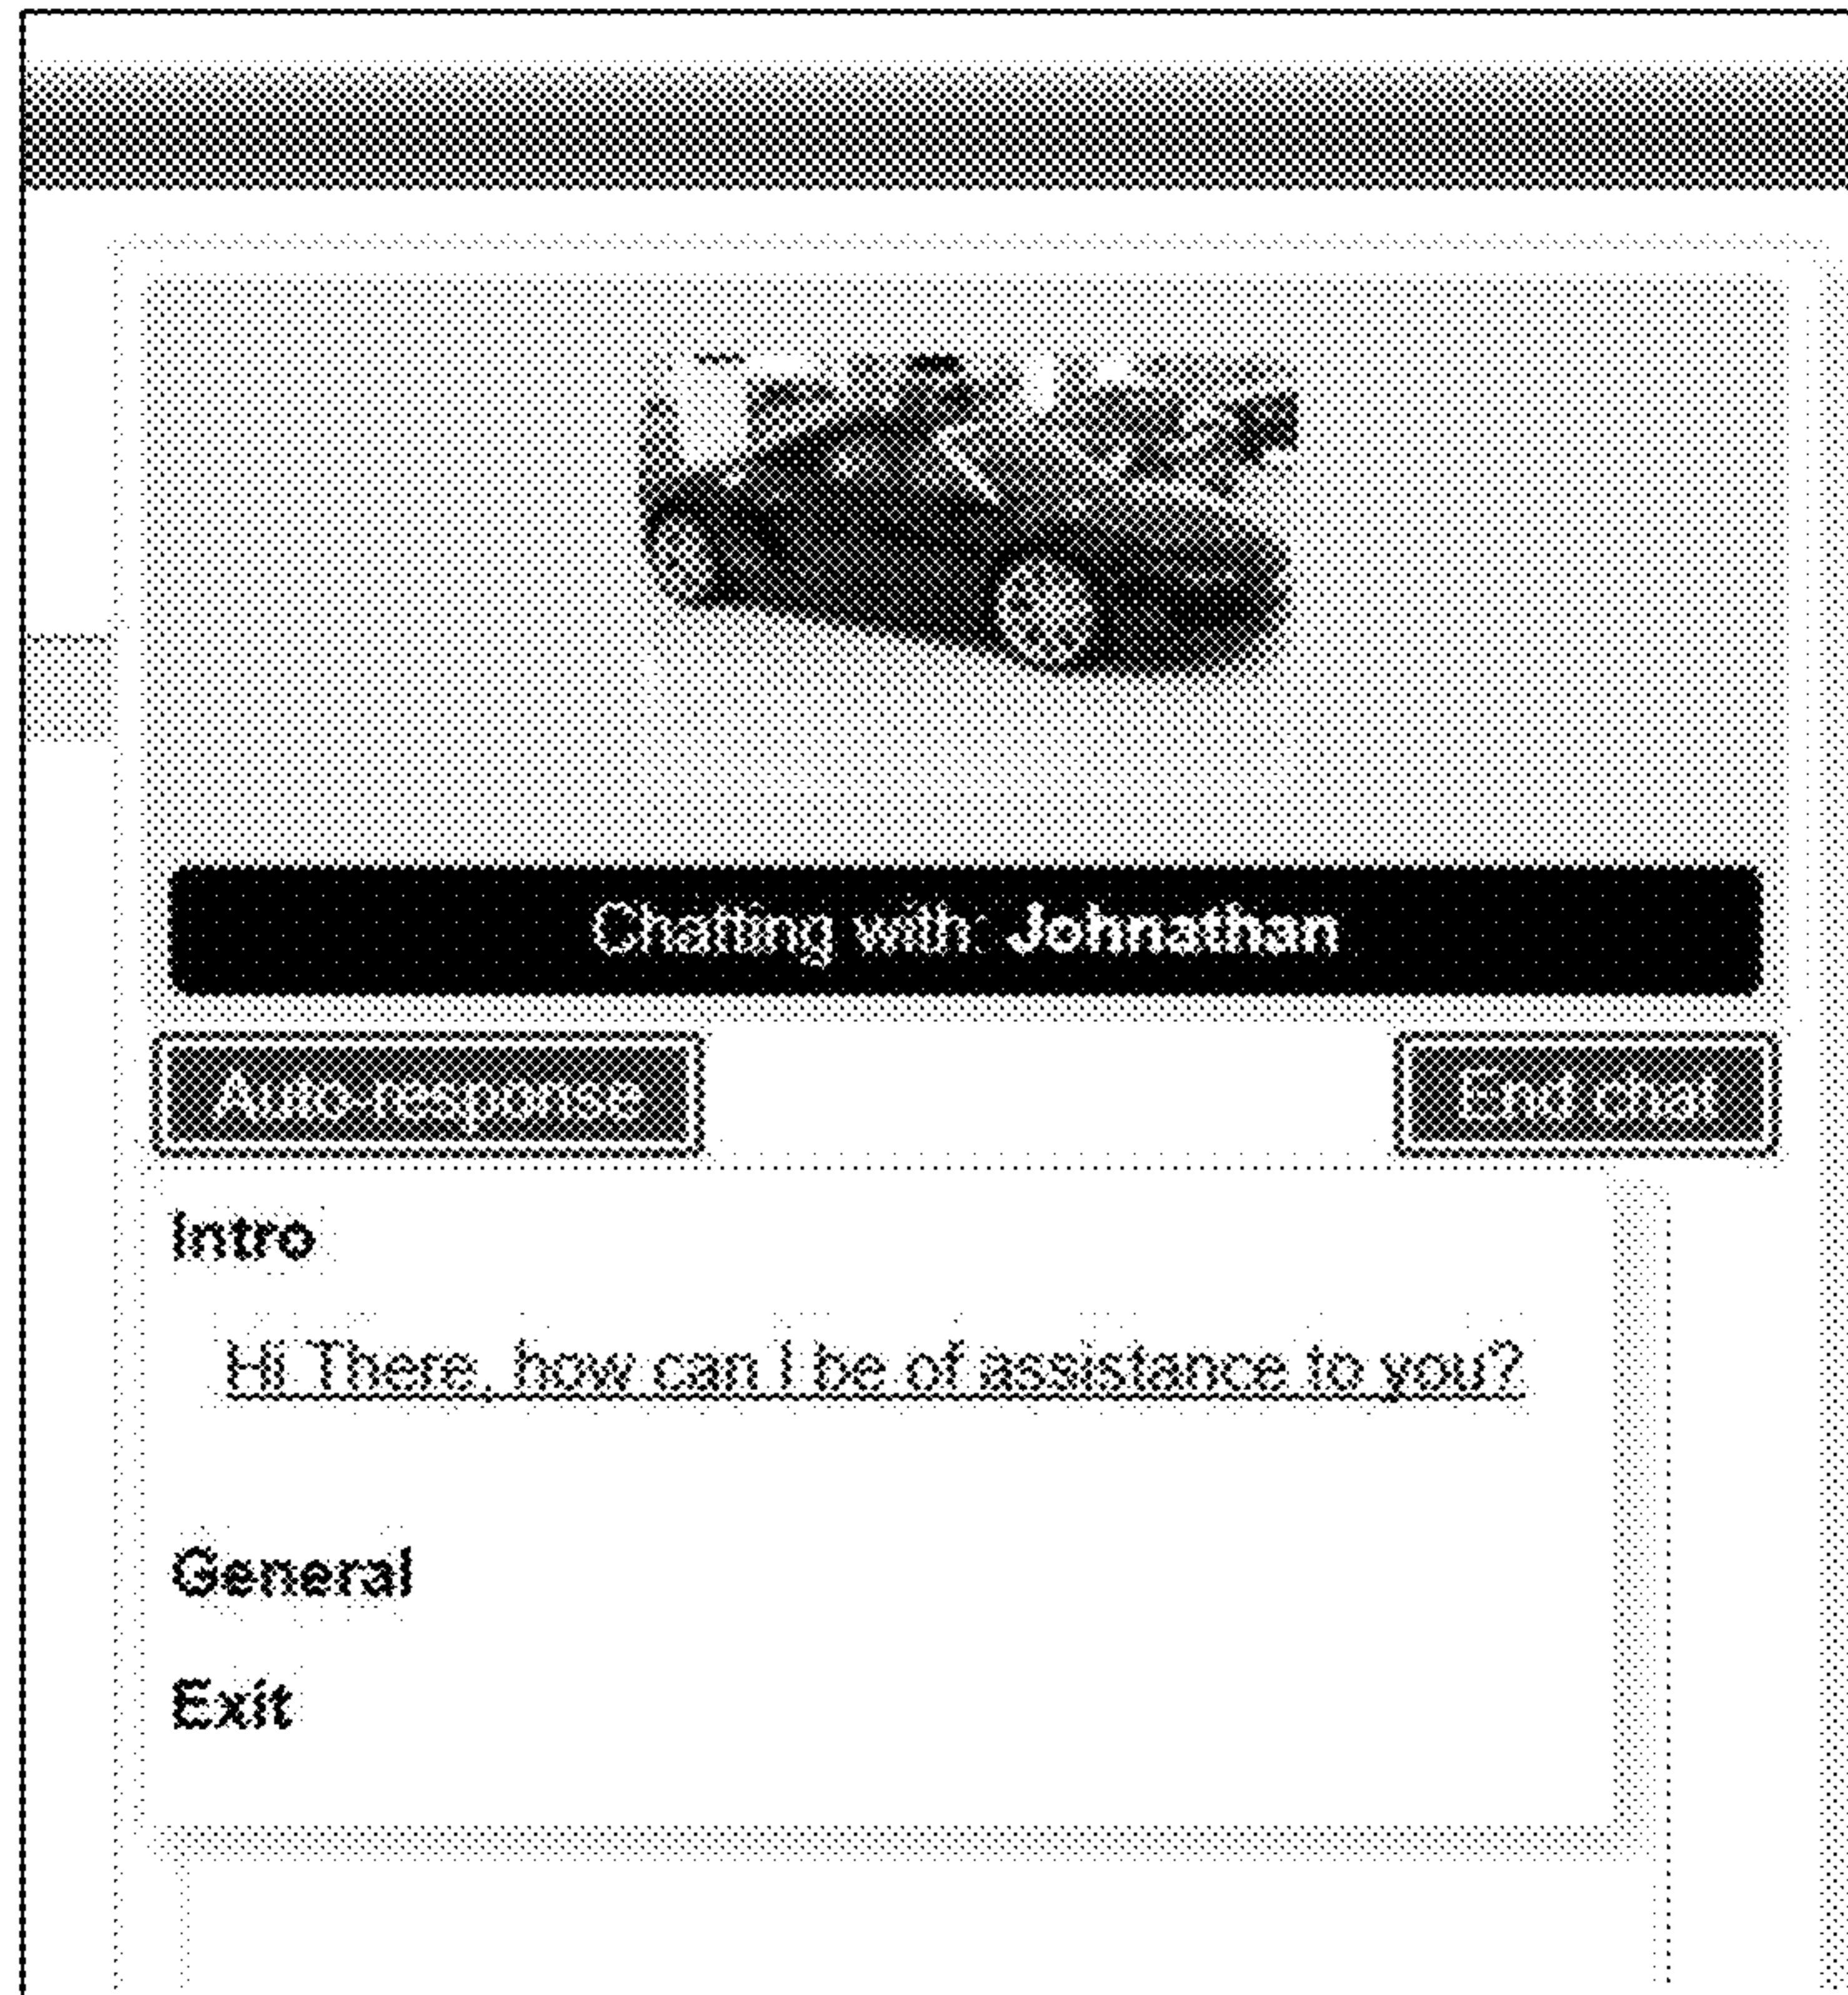 Chatting with: Johnathan
Auto-response
End chat
Intro
Hi There, how can I be of assistance to you?
General
Exit